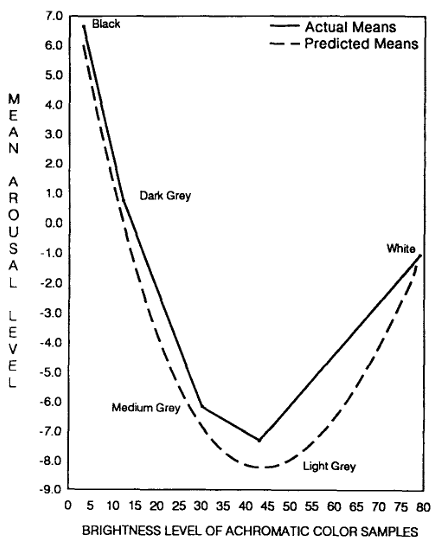 7.0
6.0
5.0
4.0
3.0
2.0
1.0
0.0
-1.0
-2.0
-3.0
-4.0
-5.0
-6.0
-7.0
-8.0
-9.0
MEAN AROUSAL LEVEL
Actual Means
Predicted Means
Black
Dark Grey
White
Medium Grey
Light Grey
0 5 10 15 20 25 30 35 40 45 50 55 60 65 70 75 80
BRIGHTNESS LEVEL OF ACHROMATIC COLOR SAMPLES